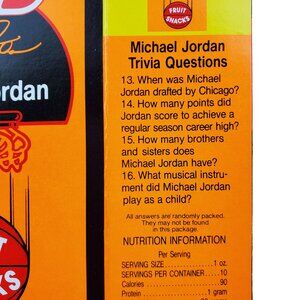 FRUIT
SNACKS
Michael Jordan
Trivia Questions
13. When was Michael
Jordan drafted by Chicago?
14. How many points did
Jordan score to achieve a
regular season career high?
15. How many brothers
and sisters does
Michael Jordan have?
16. What musical instru-
ment did Michael Jordan
play as a child?
All answers are randomly packed.
They may not be found
in this package.
NUTRITION INFORMATION
Per Serving
SERVING SIZE..............1 oz.
SERVINGS PER CONTAINER.....10
Calories ..................90
Protein ...............1 gram
ordan